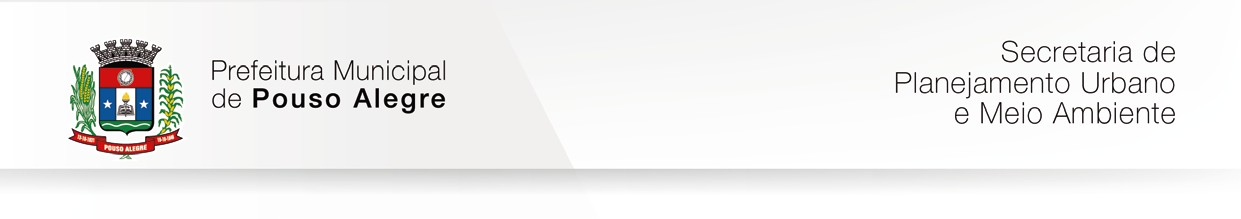 Prefeitura Municipal
de Pouso Alegre
Secretaria de
Planejamento Urbano
e Meio Ambiente
POUSO ALEGRE